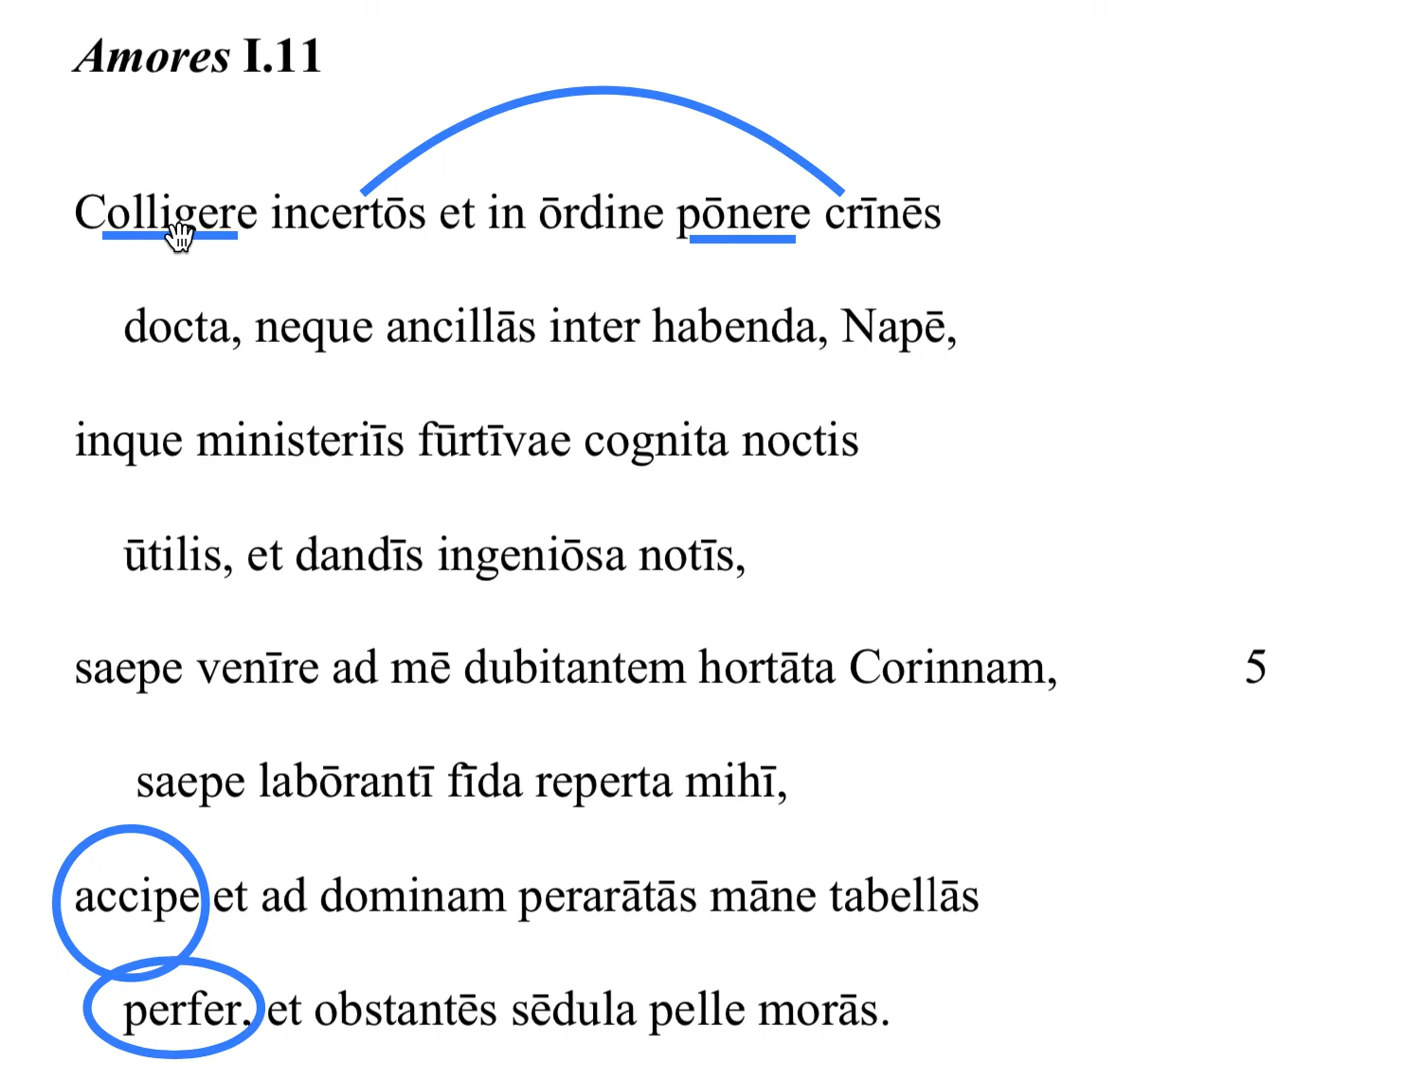 Amores I.11
Colligere incertōs et in ōrdine pōnere crīnēs
docta, neque ancillās inter habenda, Napē,
inque ministeriīs fūrtīvae cognita noctis
ūtilis, et dandīs ingeniōsa notīs,
saepe venīre ad mē dubitantem hortāta Corinnam, 5
saepe labōrantī fīda reperta mihī,
accipe et ad dominam perarātās māne tabellās
perfer, et obstantēs sēdula pelle morās.